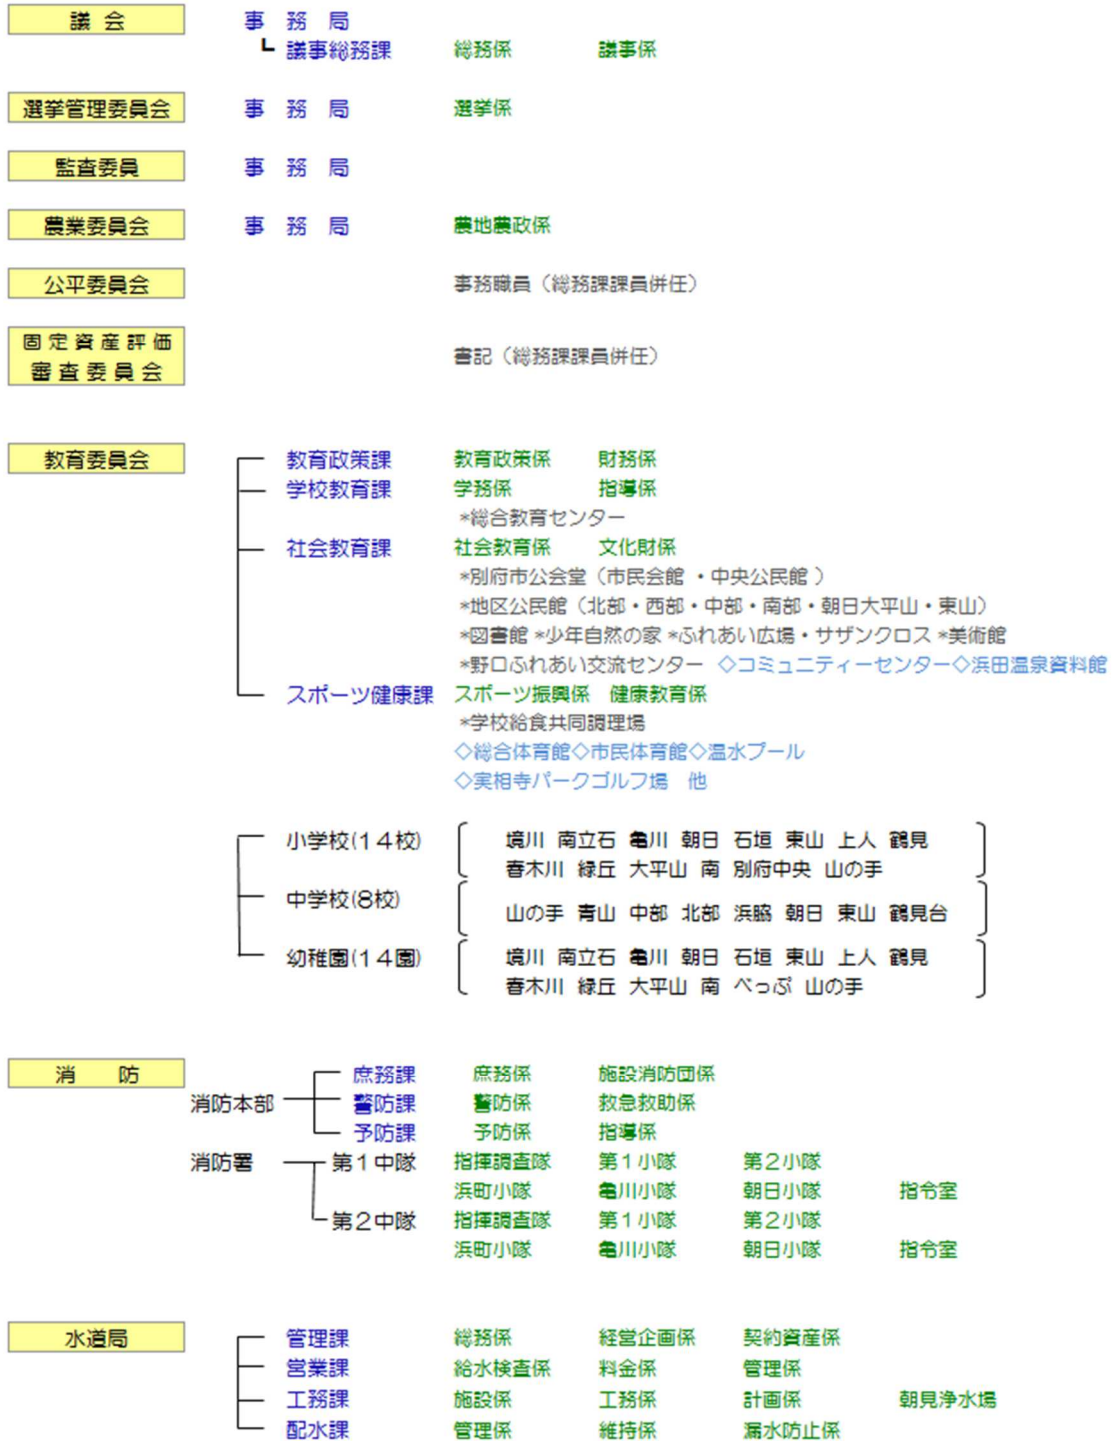 議 会 事 務 局
議事総務課 総務係 議事係
選挙管理委員会 事 務 局 選挙係
監査委員 事 務 局
農業委員会 事 務 局 農地農政係
公平委員会 事務職員（総務課課員併任）
固定資産評価
審査委員会 書記（総務課課員併任）
教育委員会 教育政策課 教育政策係 財務係
学校教育課 学務係 指導係
*総合教育センター
社会教育課 社会教育係 文化財係
*別府市公会堂（市民会館 ・中央公民館 ）
*地区公民館（北部・西部・中部・南部・朝日大平山・東山）
*図書館 *少年自然の家 *ふれあい広場・サザンクロス *美術館
*野口ふれあい交流センター ◇コミュニティーセンター◇浜田温泉資料館
スポーツ健康課 スポーツ振興係 健康教育係
*学校給食共同調理場
◇総合体育館◇市民体育館◇温水プール
◇実相寺パークゴルフ場 他
小学校(１４校) 境川 南立石 亀川 朝日 石垣 東山 上人 鶴見
春木川 緑丘 大平山 南 別府中央 山の手
中学校(8校) 山の手 青山 中部 北部 浜脇 朝日 東山 鶴見台
幼稚園(１４園) 境川 南立石 亀川 朝日 石垣 東山 上人 鶴見
春木川 緑丘 大平山 南 べっぷ 山の手
消 防 庶務課 庶務係 施設消防団係
消防本部 警防課 警防係 救急救助係
予防課 予防係 指導係
消防署 第１中隊 指揮調査隊 第１小隊 第２小隊
浜町小隊 亀川小隊 朝日小隊 指令室
第２中隊 指揮調査隊 第１小隊 第２小隊
浜町小隊 亀川小隊 朝日小隊 指令室
水道局 管理課 総務係 経営企画係 契約資産係
営業課 給水検査係 料金係 管理係
工務課 施設係 工務係 計画係 朝見浄水場
配水課 管理係 維持係 漏水防止係